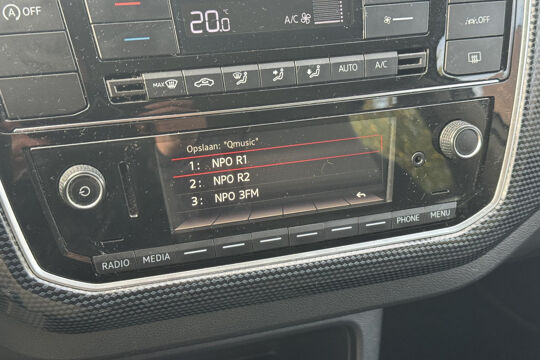 OFF
20.0°C
A/C
OFF
MAX
AUTO
A/C
Opslaan: "Qmusic"
1: NPO R1
2: NPO R2
3: NPO 3FM
RADIO
MEDIA
PHONE
MENU